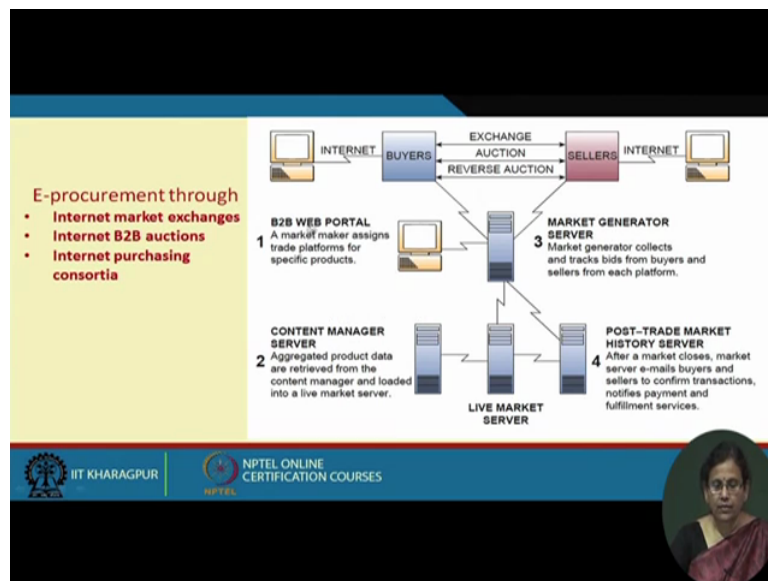 E-procurement through
• Internet market exchanges
• Internet B2B auctions
• Internet purchasing
consortia
INTERNET
BUYERS
EXCHANGE
AUCTION
REVERSE AUCTION
SELLERS
INTERNET
1
B2B WEB PORTAL
A market maker assigns
trade platforms for
specific products.
3
MARKET GENERATOR
SERVER
Market generator collects
and tracks bids from buyers and
sellers from each platform.
2
CONTENT MANAGER
SERVER
Aggregated product data
are retrieved from the
content manager and loaded
into a live market server.
LIVE MARKET
SERVER
4
POST–TRADE MARKET
HISTORY SERVER
After a market closes, market
server e-mails buyers and
sellers to confirm transactions,
notifies payment and
fulfillment services.
IIT KHARAGPUR
NPTEL
NPTEL ONLINE
CERTIFICATION COURSES